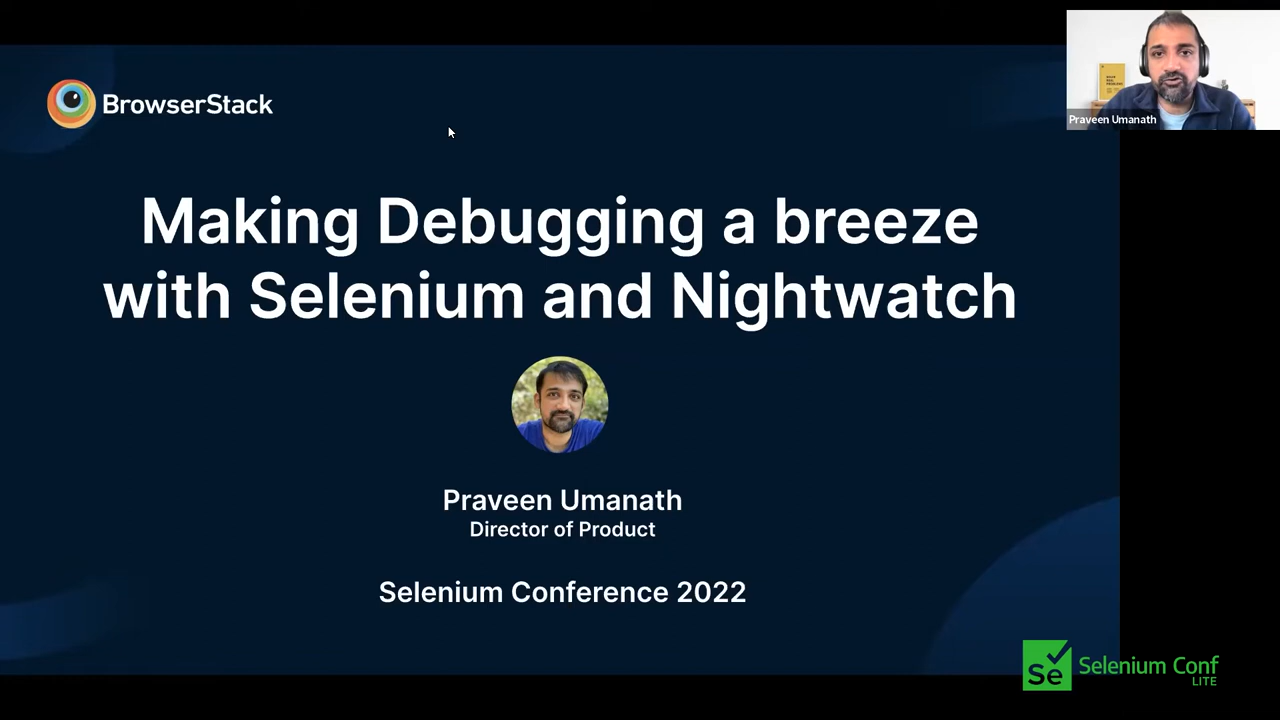 BrowserStack
Praveen Umanath
Making Debugging a breeze
with Selenium and Nightwatch
Praveen Umanath
Director of Product
Selenium Conference 2022
Se
Selenium Conf
LITE